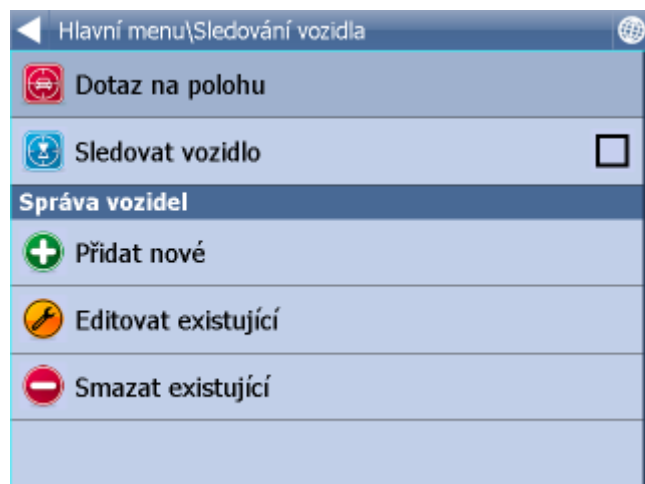 Hlavní menu\Sledování vozidla
Dotaz na polohu
Sledovat vozidlo
Správa vozidel
Přidat nové
Editovat existující
Smazat existující